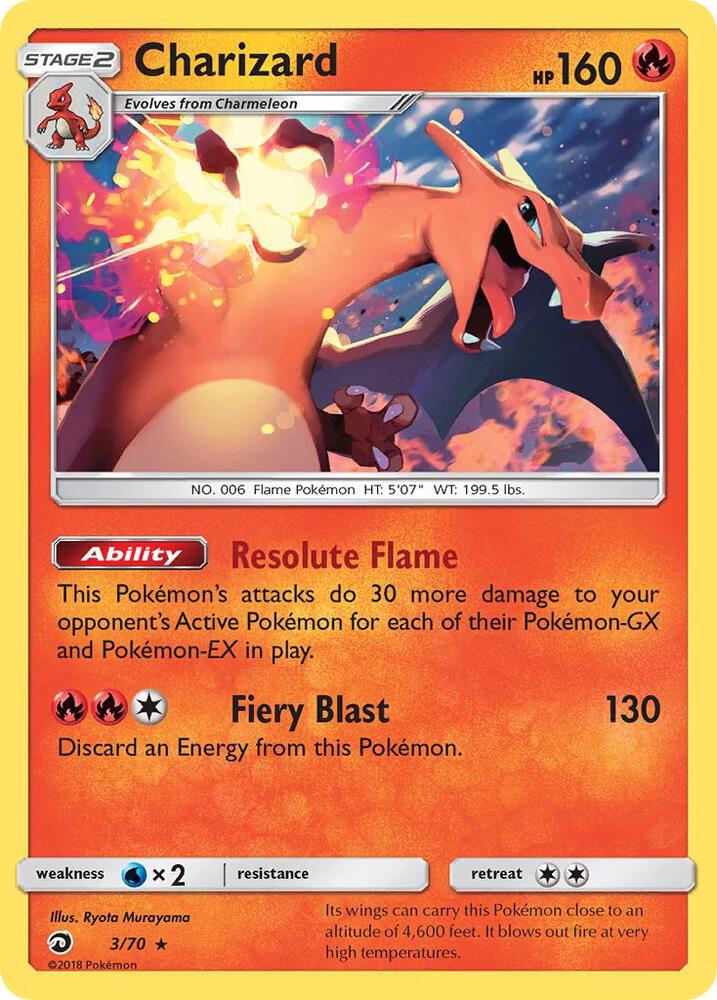 STAGE2
Charizard
HP 160
Evolves from Charmeleon
NO. 006 Flame Pokémon HT: 5'07" WT: 199.5 lbs.
Ability Resolute Flame
This Pokémon's attacks do 30 more damage to your
opponent's Active Pokémon for each of their Pokémon-GX
and Pokémon-EX in play.
Fiery Blast 130
Discard an Energy from this Pokémon.
weakness ×2 resistance retreat
Illus. Ryota Murayama
3/70 ★
©2018 Pokémon
Its wings can carry this Pokémon close to an
altitude of 4,600 feet. It blows out fire at very
high temperatures.